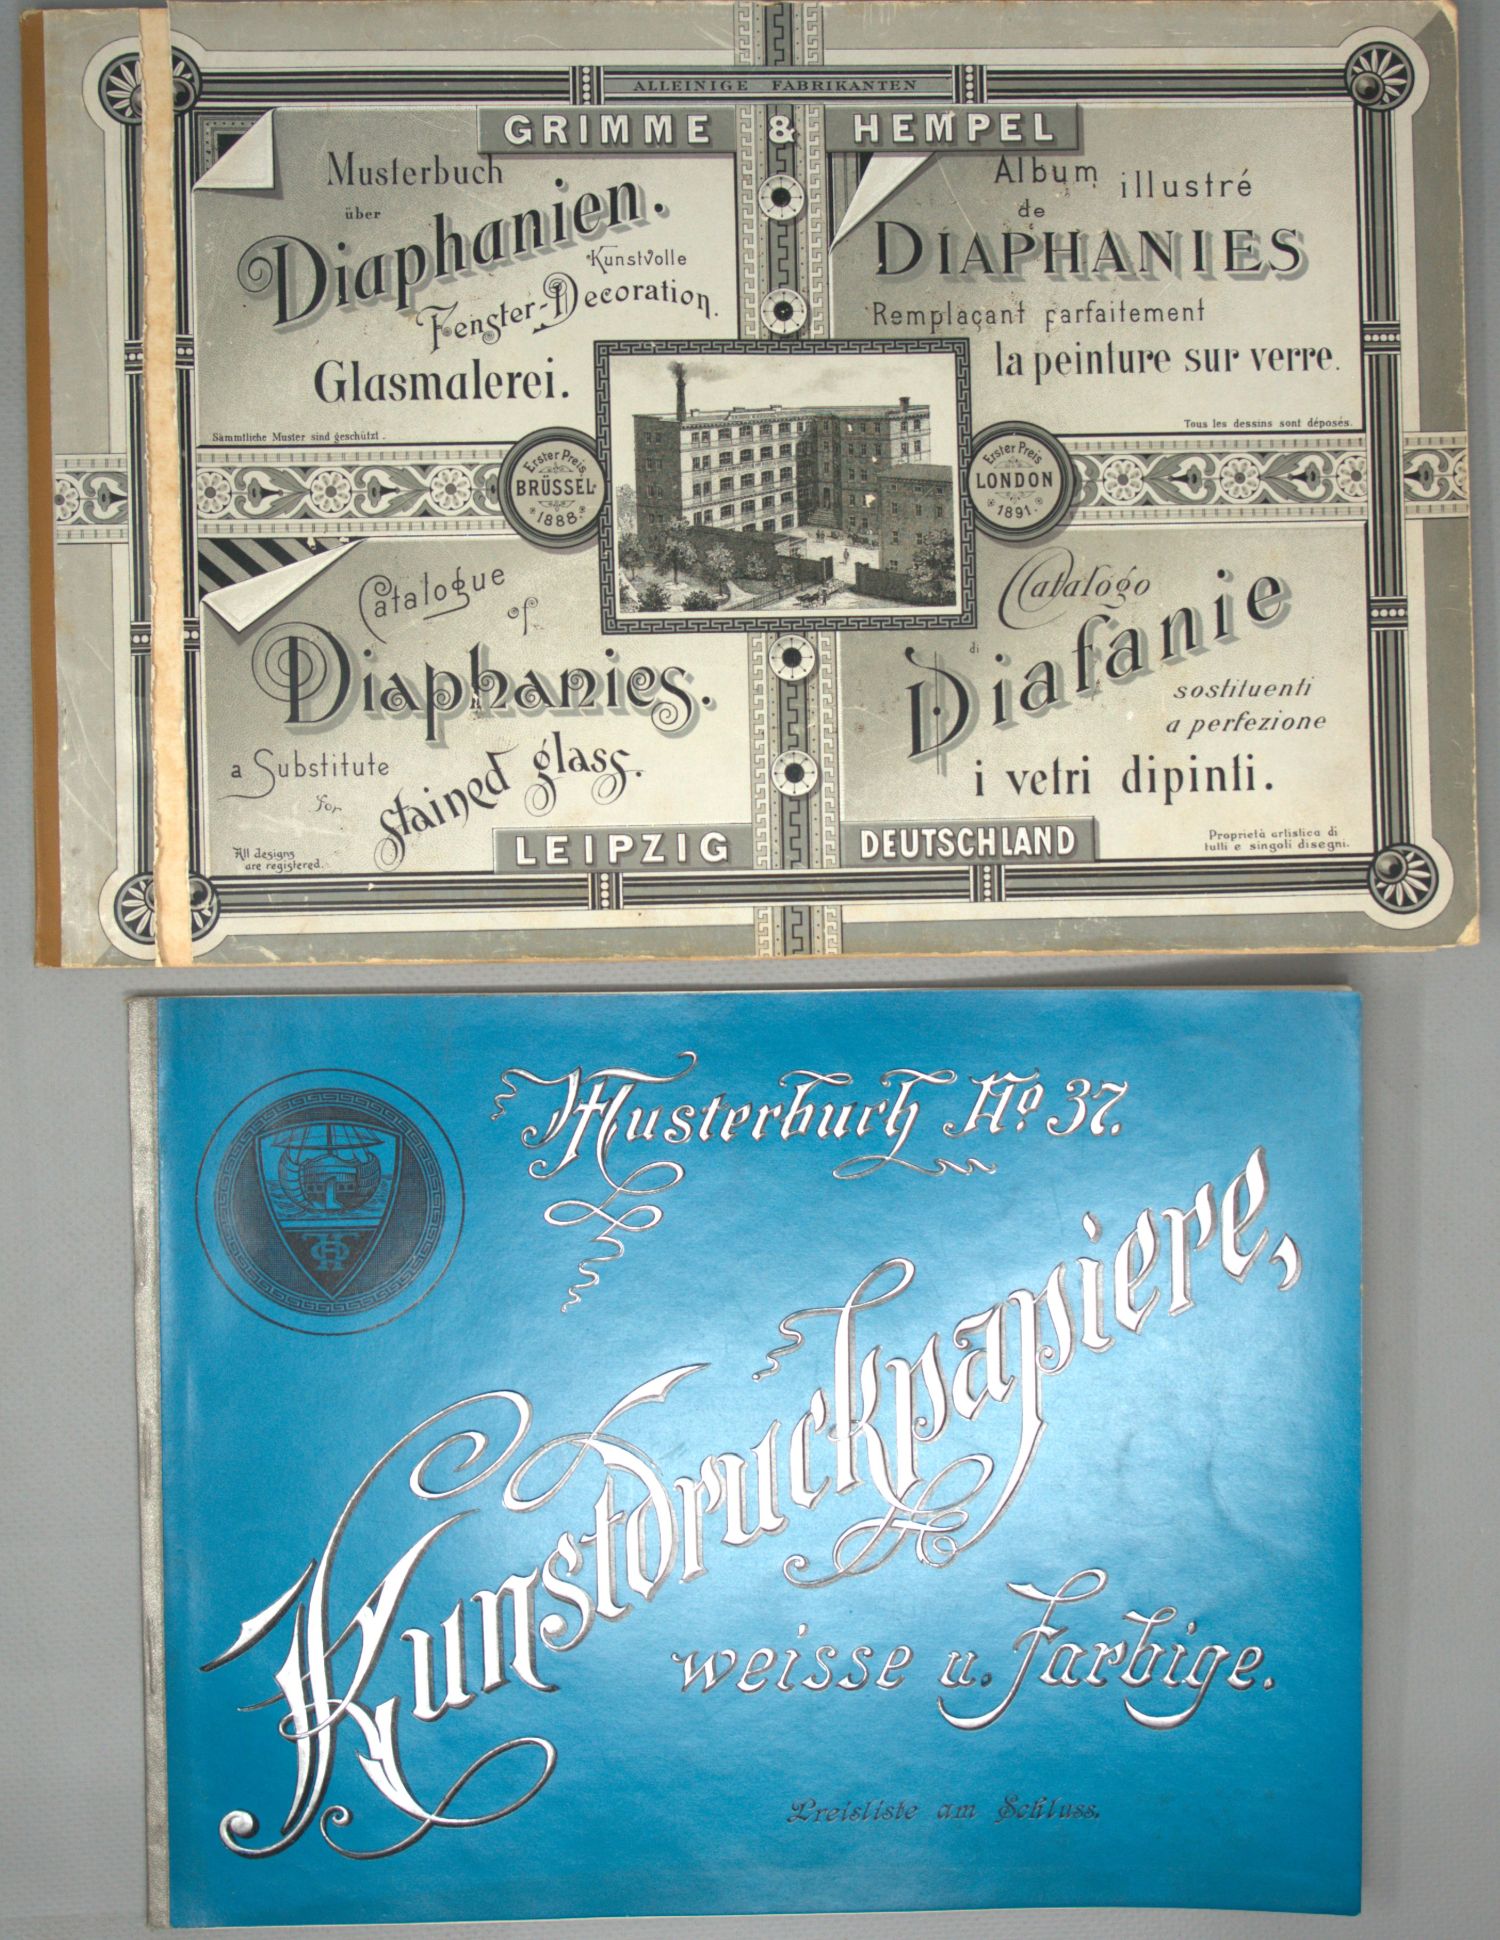 ALLEINIGE FABRIKANTEN
GRIMME & HEMPEL
Musterbuch
über
Diaphanien.
Kunstvolle
Fenster-Decoration.
Glasmalerei.
Sämmtliche Muster sind geschützt.
Album illustré
de
DIAPHANIES
Remplaçant parfaitement
la peinture sur verre.
Tous les dessins sont déposés.
Erster Preis
BRÜSSEL
1888.
Erster Preis
LONDON
1891.
Catalogue
of
Diaphanies.
a Substitute
for
stained glass.
All designs
are registered.
Catalogo
di
Diafanie
sostituenti
a perfezione
i vetri dipinti.
Proprietà artistica di
tutti e singoli disegni.
LEIPZIG DEUTSCHLAND
Musterbuch No. 37.
Kunstdruckpapiere,
weisse u. farbige.
Preisliste am Schluss.